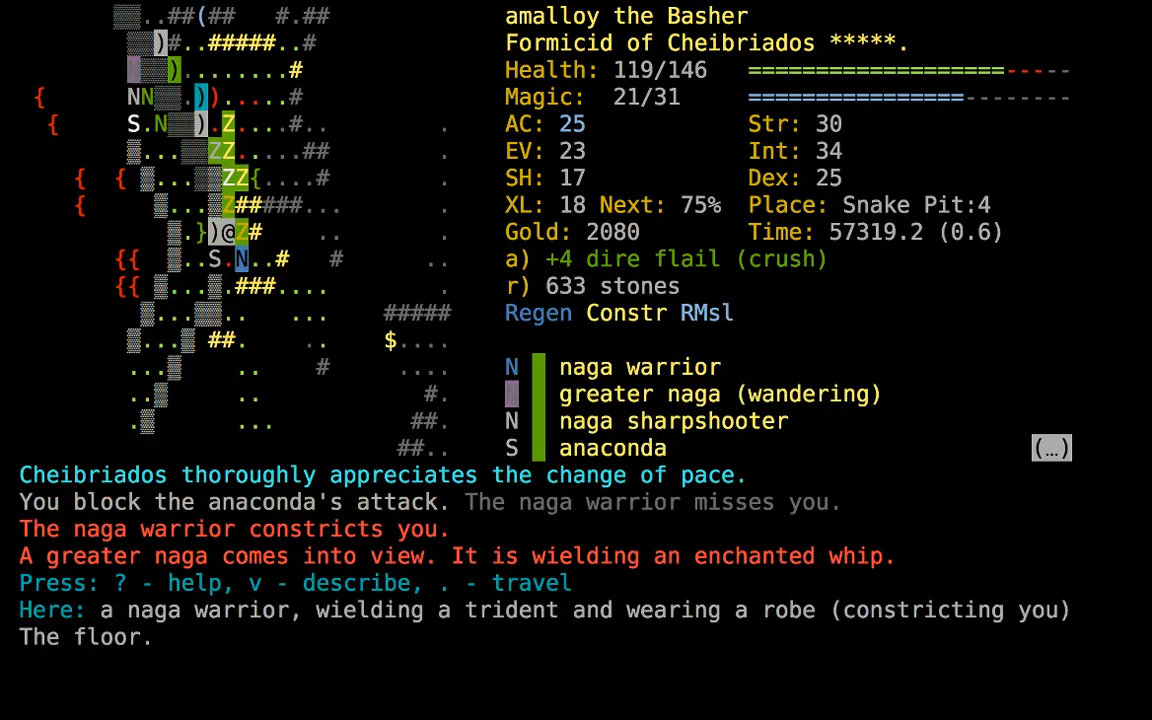 amalloy the Basher
Formicid of Cheibriados *****.
Health: 119/146
Magic: 21/31
AC: 25 Str: 30
EV: 23 Int: 34
SH: 17 Dex: 25
XL: 18 Next: 75% Place: Snake Pit:4
Gold: 2080 Time: 57319.2 (0.6)
a) +4 dire flail (crush)
r) 633 stones
Regen Constr RMsl
N naga warrior
N greater naga (wandering)
N naga sharpshooter
S anaconda (…)
Cheibriados thoroughly appreciates the change of pace.
You block the anaconda's attack. The naga warrior misses you.
The naga warrior constricts you.
A greater naga comes into view. It is wielding an enchanted whip.
Press: ? - help, v - describe, . - travel
Here: a naga warrior, wielding a trident and wearing a robe (constricting you)
The floor.